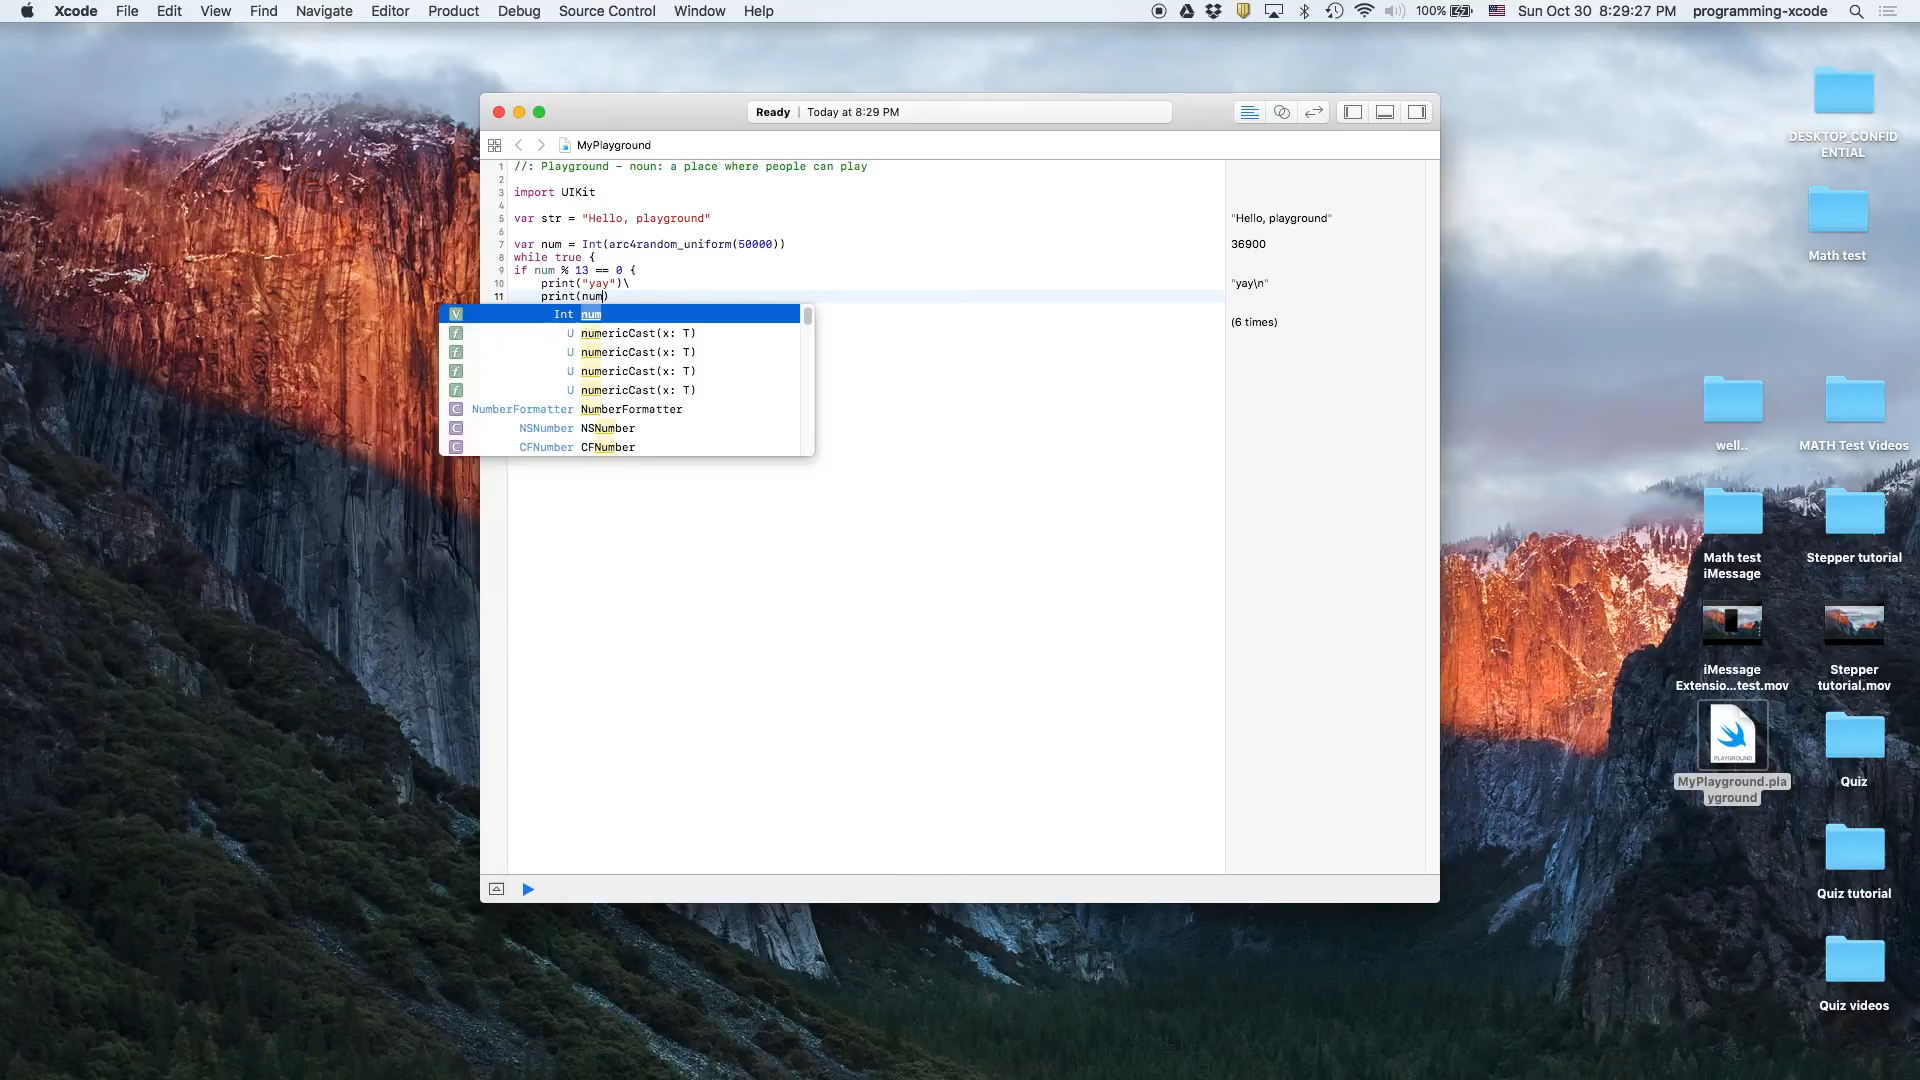 Xcode File Edit View Find Navigate Editor Product Debug Source Control Window Help 100% Sun Oct 30 8:29:27 PM programming-xcode
Ready | Today at 8:29 PM
MyPlayground
1 //: Playground - noun: a place where people can play
2
3 import UIKit
4
5 var str = "Hello, playground" "Hello, playground"
6
7 var num = Int(arc4random_uniform(50000)) 36900
8 while true {
9 if num % 13 == 0 {
10 print("yay")\ "yay\n"
11 print(num)
(6 times)
V Int num
f U numericCast(x: T)
f U numericCast(x: T)
f U numericCast(x: T)
f U numericCast(x: T)
C NumberFormatter NumberFormatter
C NSNumber NSNumber
C CFNumber CFNumber
DESKTOP_CONFID
ENTIAL
Math test
well..
MATH Test Videos
Math test
iMessage
Stepper tutorial
iMessage
Extensio...test.mov
Stepper
tutorial.mov
PLAYGROUND
MyPlayground.pla
yground
Quiz
Quiz tutorial
Quiz videos